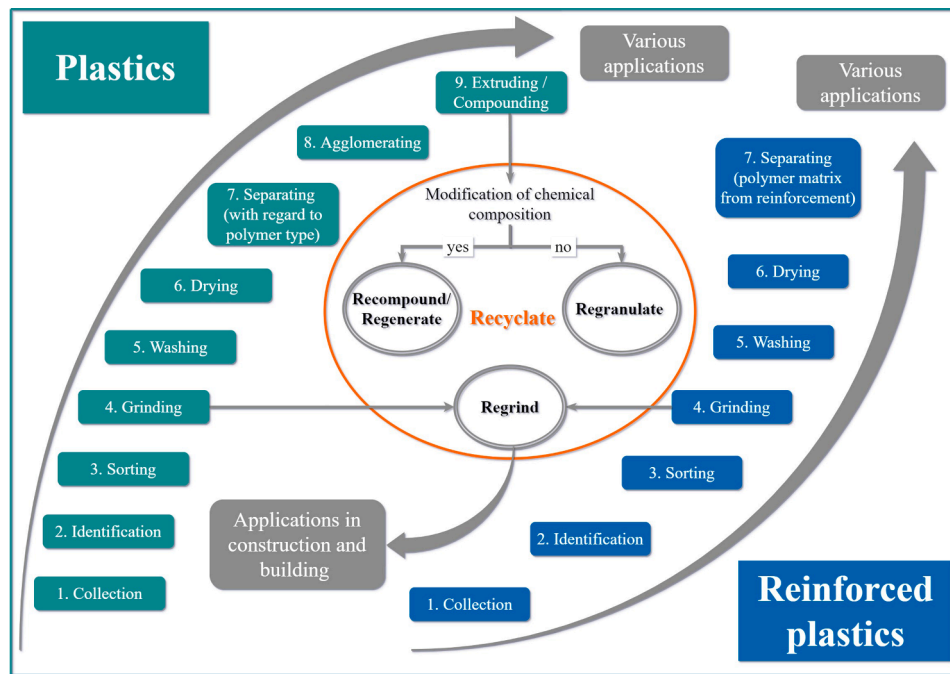 Plastics
Various
applications
Various
applications
9. Extruding /
Compounding
8. Agglomerating
7. Separating
(with regard to
polymer type)
6. Drying
5. Washing
4. Grinding
3. Sorting
2. Identification
1. Collection
Modification of chemical
composition
yes
no
Recompound/
Regenerate
Recyclate
Regranulate
Regrind
Applications in
construction and
building
7. Separating
(polymer matrix
from reinforcement)
6. Drying
5. Washing
4. Grinding
3. Sorting
2. Identification
1. Collection
Reinforced
plastics